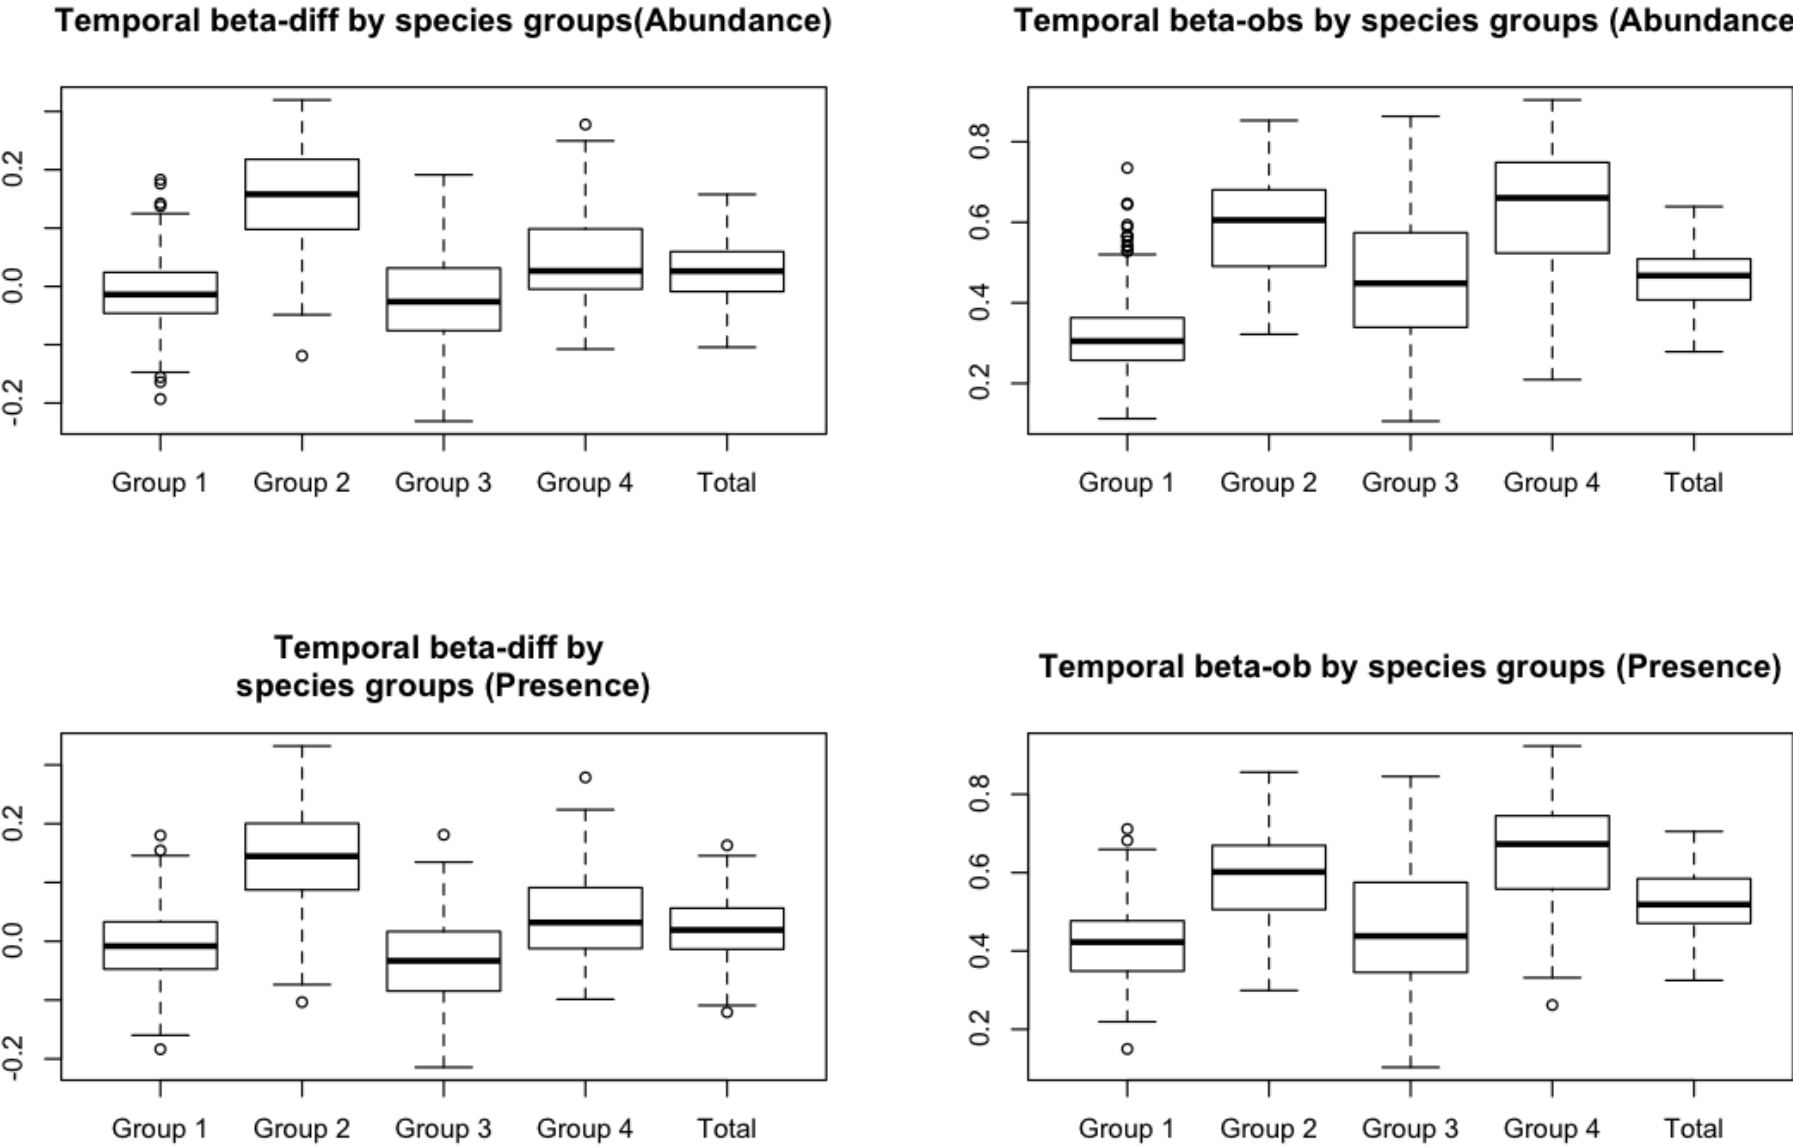 Temporal beta-diff by species groups(Abundance)
Temporal beta-obs by species groups (Abundance
0.2
0.0
-0.2
Group 1 Group 2 Group 3 Group 4 Total
0.8
0.6
0.4
0.2
Group 1 Group 2 Group 3 Group 4 Total
Temporal beta-diff by
species groups (Presence)
Temporal beta-ob by species groups (Presence)
0.2
0.0
-0.2
Group 1 Group 2 Group 3 Group 4 Total
0.8
0.6
0.4
0.2
Group 1 Group 2 Group 3 Group 4 Total